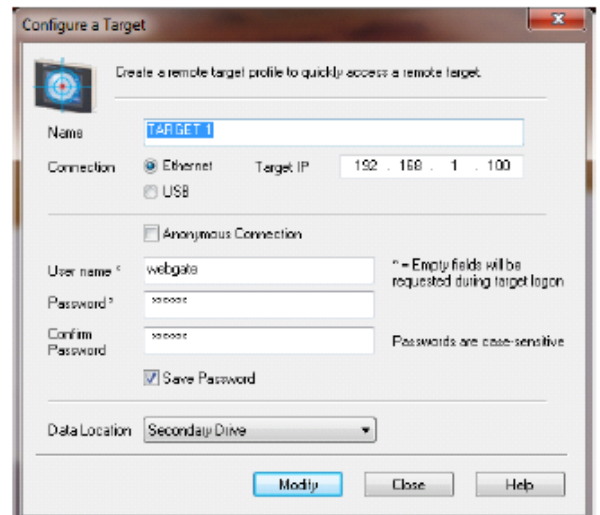 Configure a Target
Create a remote target profile to quickly access a remote target.
Name TARGET 1
Connection Ethernet Target IP 192 . 168 . 1 . 100
USB
Anonymous Connection
User name * webgate
* = Empty fields will be requested during target logon
Password * ******
Confirm Password ******
Passwords are case-sensitive
Save Password
Data Location Secondary Drive
Modify Close Help